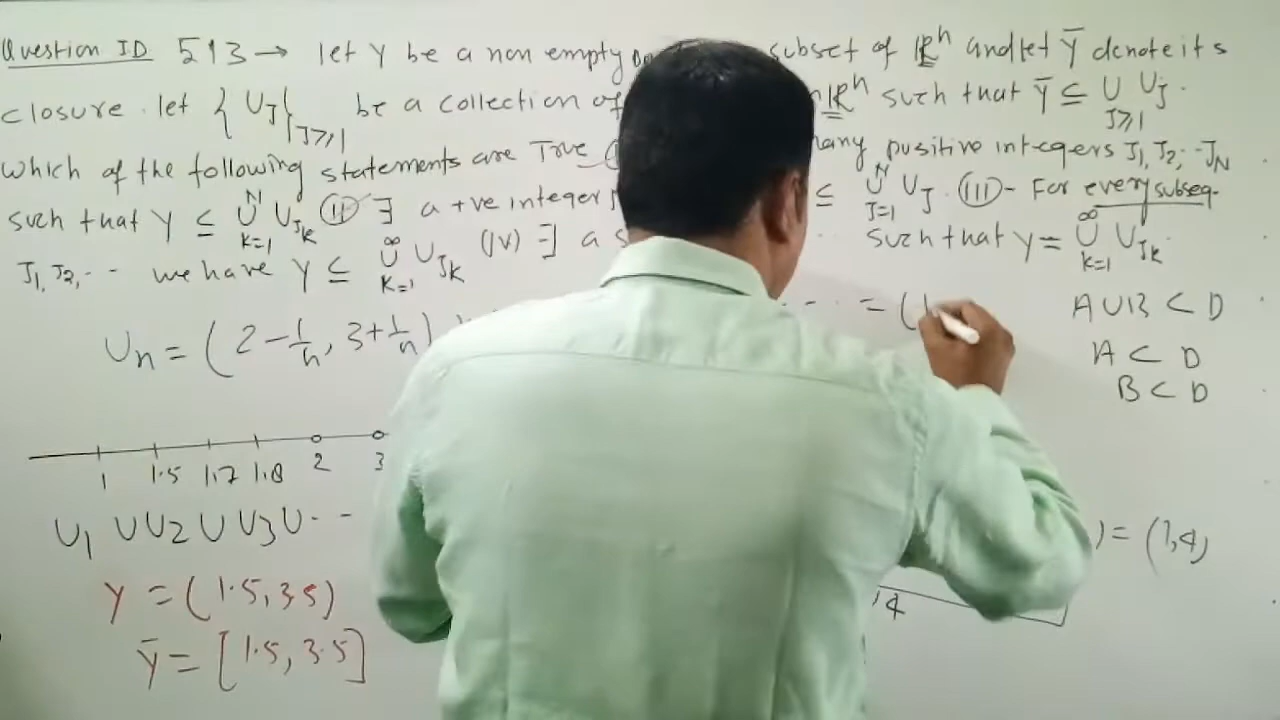 Question ID 513 → let Y be a non empty subset of ℝⁿ and let Ȳ denote its
closure. let {U_J}_{J≥1} be a collection of ℝⁿ such that Ȳ ⊆ ∪_{J≥1} U_J.
Which of the following statements are True many positive integers J₁, J₂, -- J_N
such that Y ⊆ ∪_{k=1}^{N} U_{J_k} (II) ∃ a +ve integer ⊆ ∪_{J=1}^{N} U_J. (III) - For every subseq-
J₁, J₂, -- we have Y ⊆ ∪_{k=1}^{∞} U_{J_k} (IV) ∃ a such that Y = ∪_{k=1}^{∞} U_{J_k}.
U_n = (2 - 1/n, 3 + 1/n)
-- = (1
A ∪ B ⊂ D
A ⊂ D
B ⊂ D
1 1.5 1.7 1.8 2 3
U₁ ∪ U₂ ∪ U₃ ∪ --
) = (1,4)
Y = (1.5, 3.5)
4
Ȳ = [1.5, 3.5]